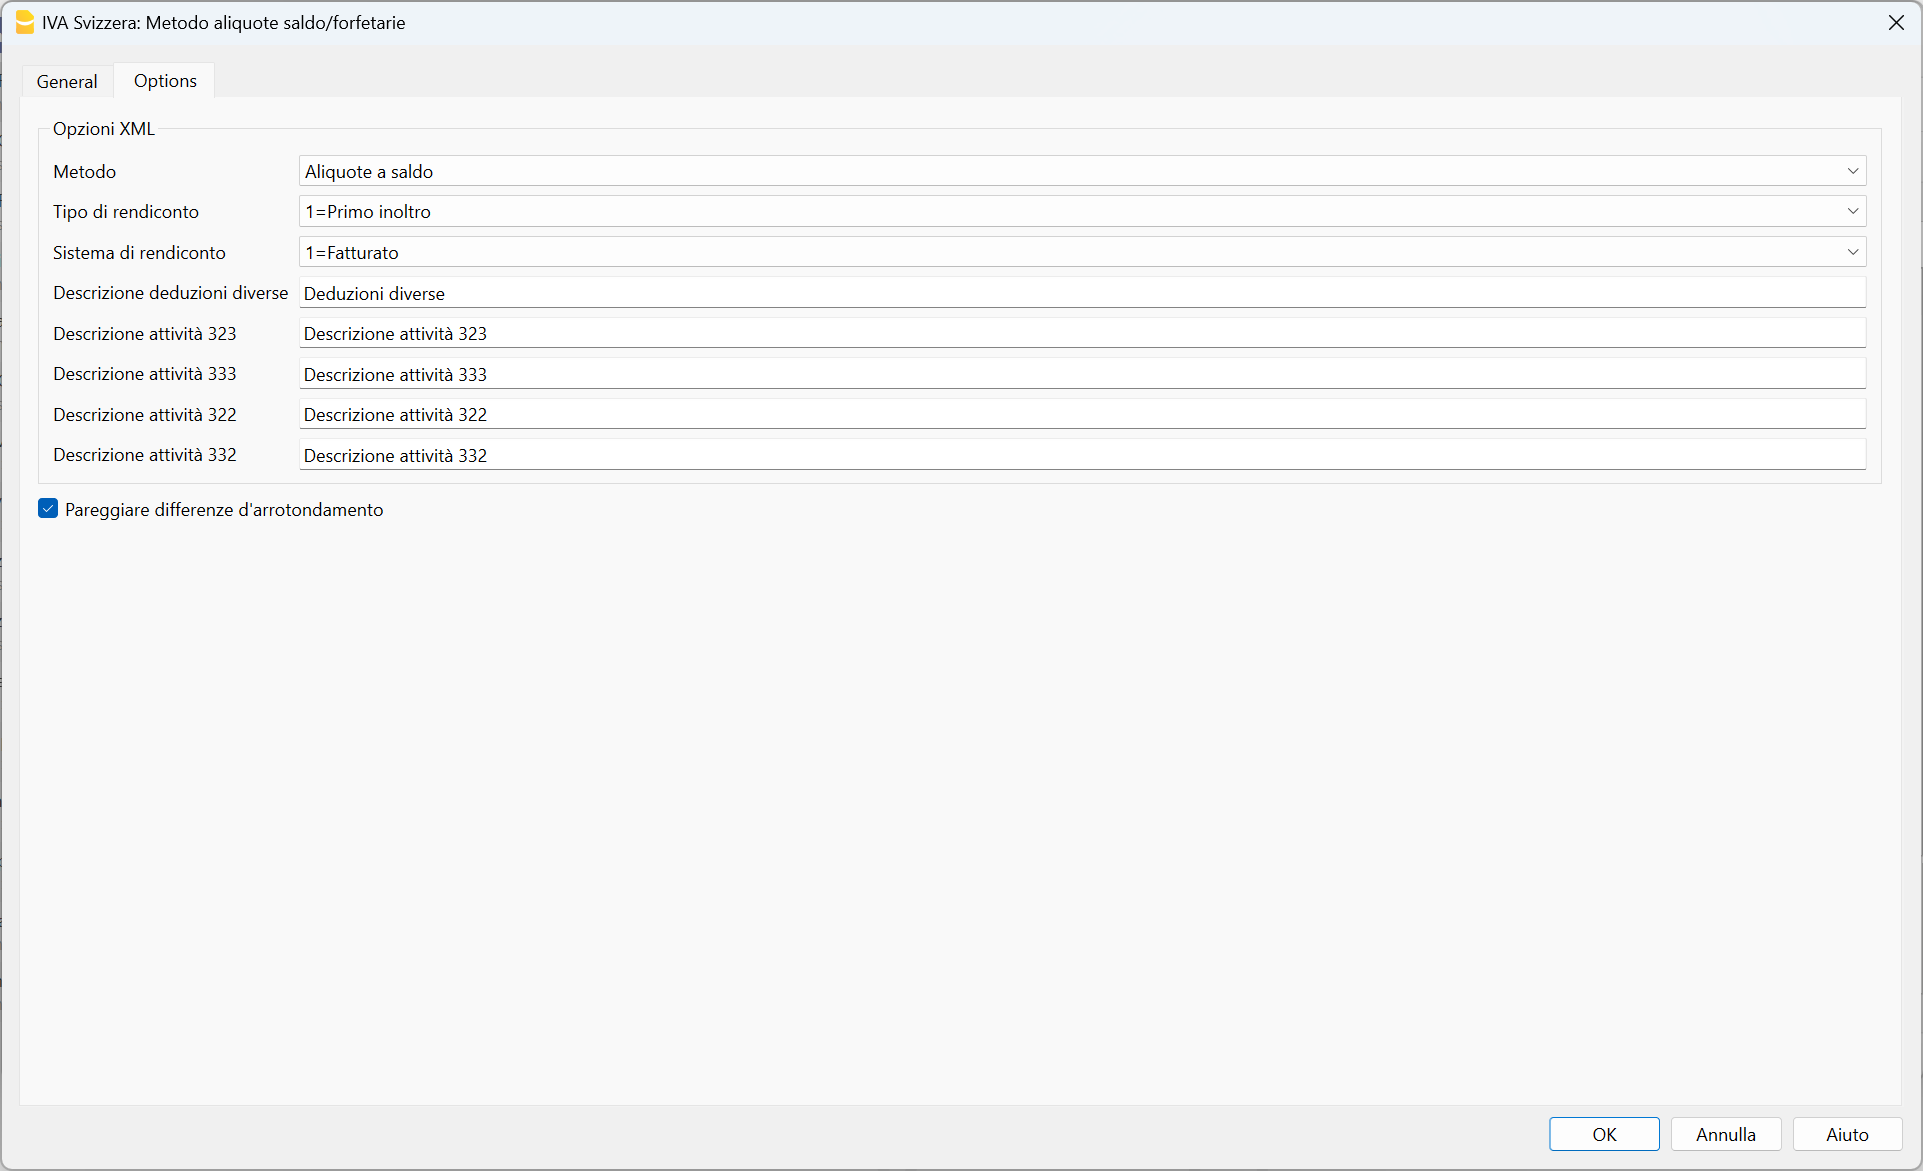 IVA Svizzera: Metodo aliquote saldo/forfetarie
General Options
Opzioni XML
Metodo Aliquote a saldo
Tipo di rendiconto 1=Primo inoltro
Sistema di rendiconto 1=Fatturato
Descrizione deduzioni diverse Deduzioni diverse
Descrizione attività 323 Descrizione attività 323
Descrizione attività 333 Descrizione attività 333
Descrizione attività 322 Descrizione attività 322
Descrizione attività 332 Descrizione attività 332
Pareggiare differenze d'arrotondamento
OK Annulla Aiuto